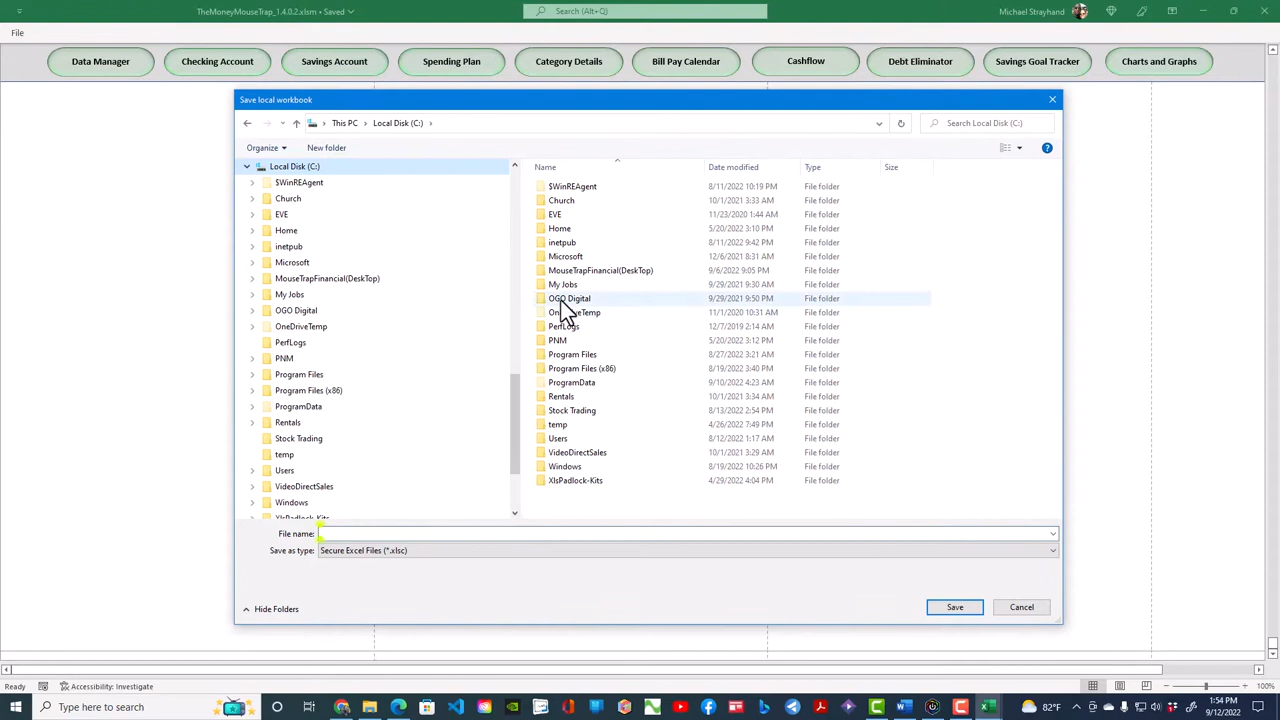 TheMoneyMouseTrap_1.4.0.2.xlsm • Saved
Search (Alt+Q)
Michael Strayhand
File
Data Manager
Checking Account
Savings Account
Spending Plan
Category Details
Bill Pay Calendar
Cashflow
Debt Eliminator
Savings Goal Tracker
Charts and Graphs
Save local workbook
This PC
Local Disk (C:)
Search Local Disk (C:)
Organize
New folder
Local Disk (C:)
$WinREAgent
Church
EVE
Home
inetpub
Microsoft
MouseTrapFinancial(DeskTop)
My Jobs
OGO Digital
OneDriveTemp
PerfLogs
PNM
Program Files
Program Files (x86)
ProgramData
Rentals
Stock Trading
temp
Users
VideoDirectSales
Windows
XlsPadlock-Kits
Name Date modified Type Size
$WinREAgent 8/11/2022 10:19 PM File folder
Church 10/1/2021 3:33 AM File folder
EVE 11/23/2020 1:44 AM File folder
Home 5/20/2022 3:10 PM File folder
inetpub 8/11/2022 9:42 PM File folder
Microsoft 12/6/2021 8:31 AM File folder
MouseTrapFinancial(DeskTop) 9/6/2022 9:05 PM File folder
My Jobs 9/29/2021 9:30 AM File folder
OGO Digital 9/29/2021 9:50 PM File folder
OneDriveTemp 11/1/2020 10:31 AM File folder
PerfLogs 12/7/2019 2:14 AM File folder
PNM 5/20/2022 3:12 PM File folder
Program Files 8/27/2022 3:21 AM File folder
Program Files (x86) 8/19/2022 3:40 PM File folder
ProgramData 9/10/2022 4:23 AM File folder
Rentals 10/1/2021 3:34 AM File folder
Stock Trading 8/13/2022 2:54 PM File folder
temp 4/26/2022 7:49 PM File folder
Users 8/12/2022 1:17 AM File folder
VideoDirectSales 10/1/2021 3:29 AM File folder
Windows 8/19/2022 10:26 PM File folder
XlsPadlock-Kits 4/29/2022 4:04 PM File folder
File name:
Save as type: Secure Excel Files (*.xlsc)
Hide Folders
Save
Cancel
Ready
Accessibility: Investigate
100%
Type here to search
82°F
1:54 PM
9/12/2022